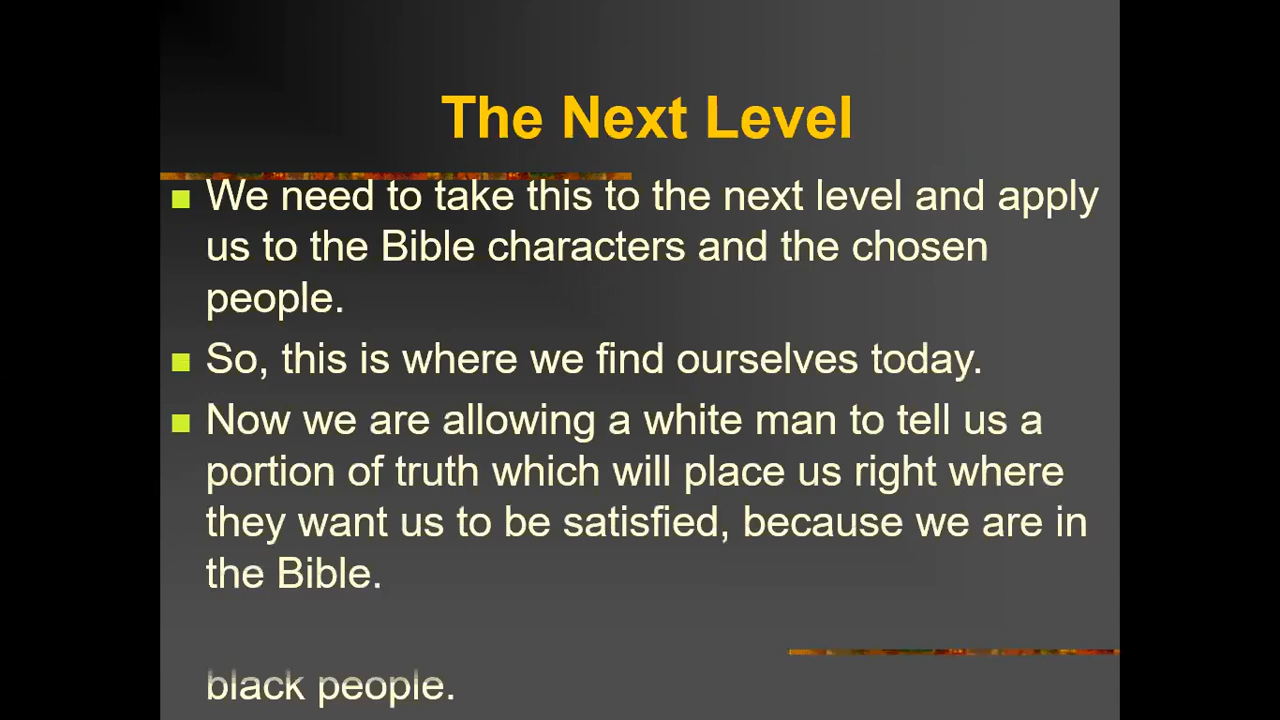 The Next Level
We need to take this to the next level and apply
us to the Bible characters and the chosen
people.
So, this is where we find ourselves today.
Now we are allowing a white man to tell us a
portion of truth which will place us right where
they want us to be satisfied, because we are in
the Bible.
black people.